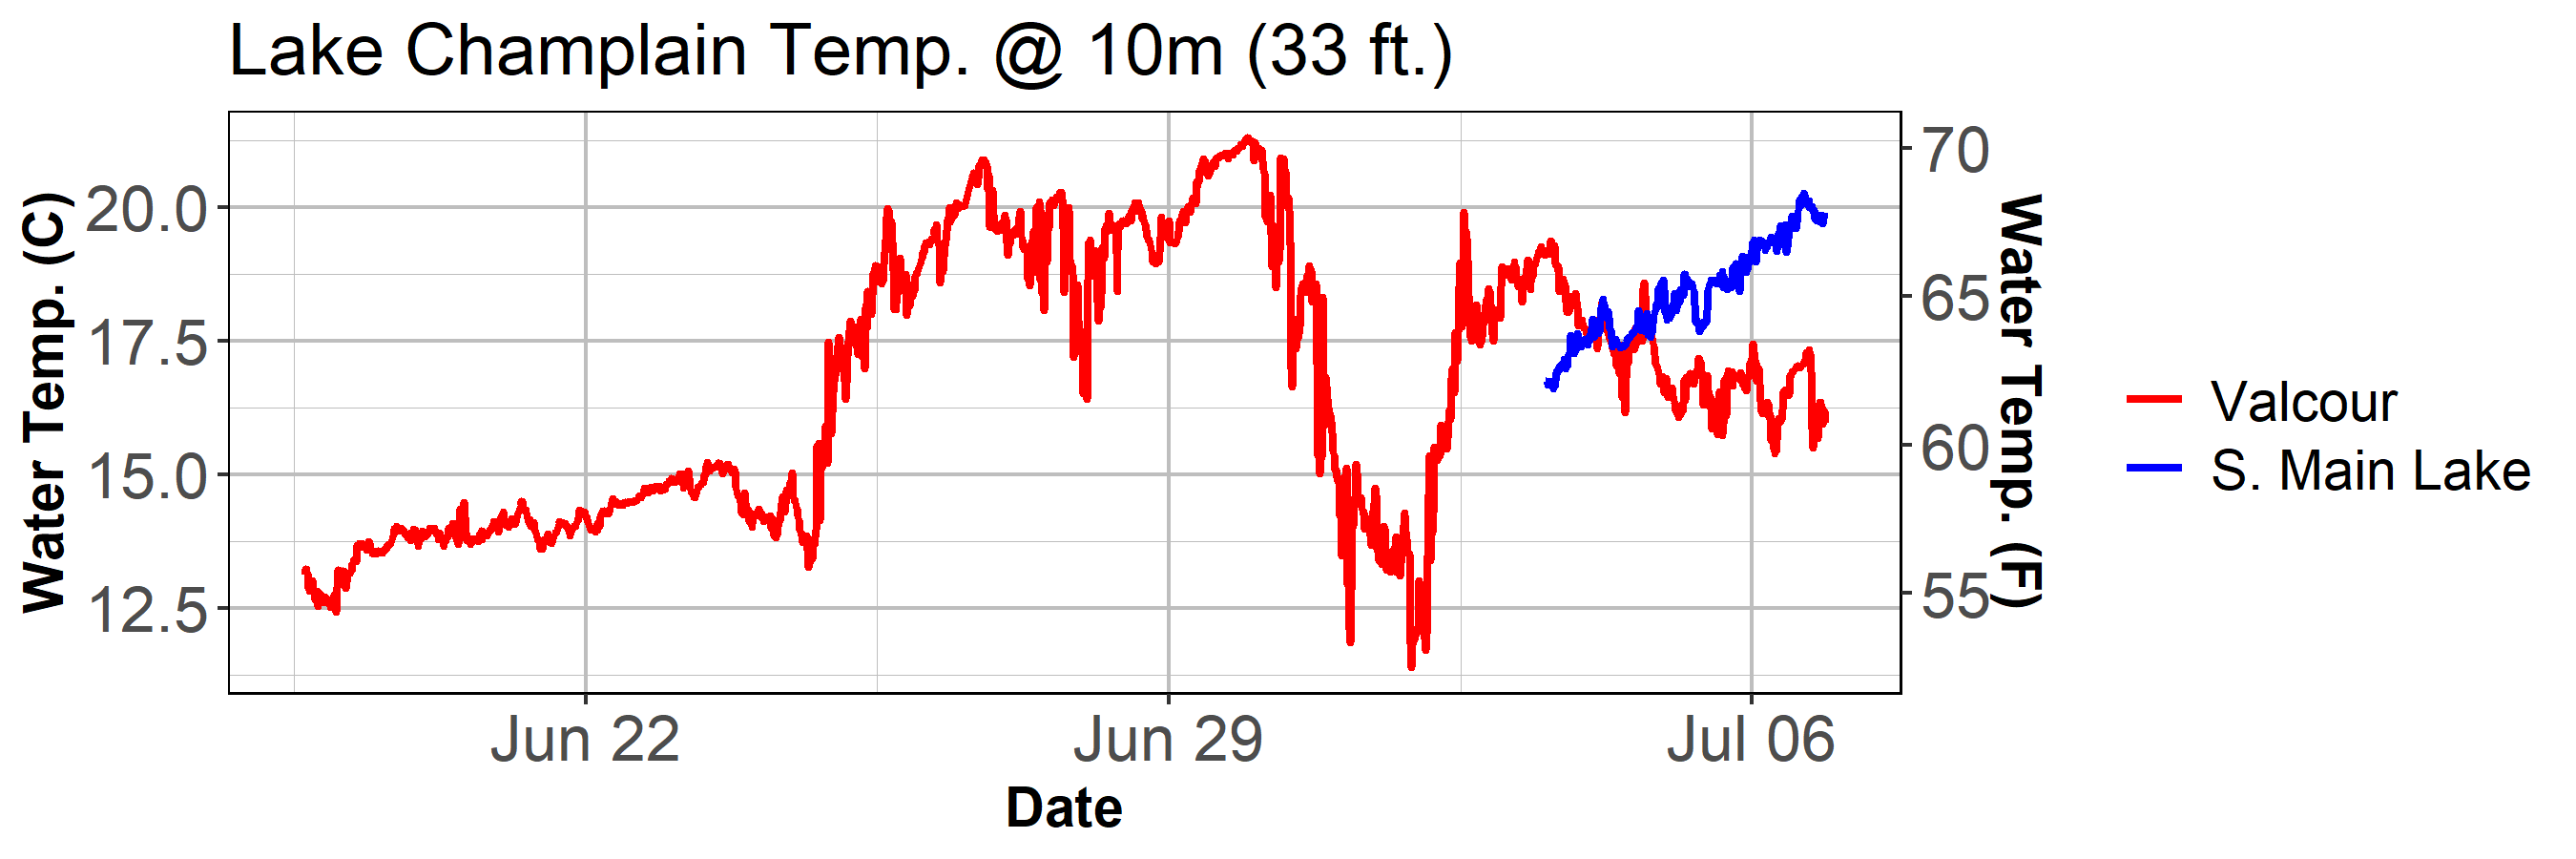 Lake Champlain Temp. @ 10m (33 ft.)
Water Temp. (C)
20.0
17.5
15.0
12.5
70
65
60
55
Water Temp. (F)
Jun 22
Jun 29
Jul 06
Date
Valcour
S. Main Lake